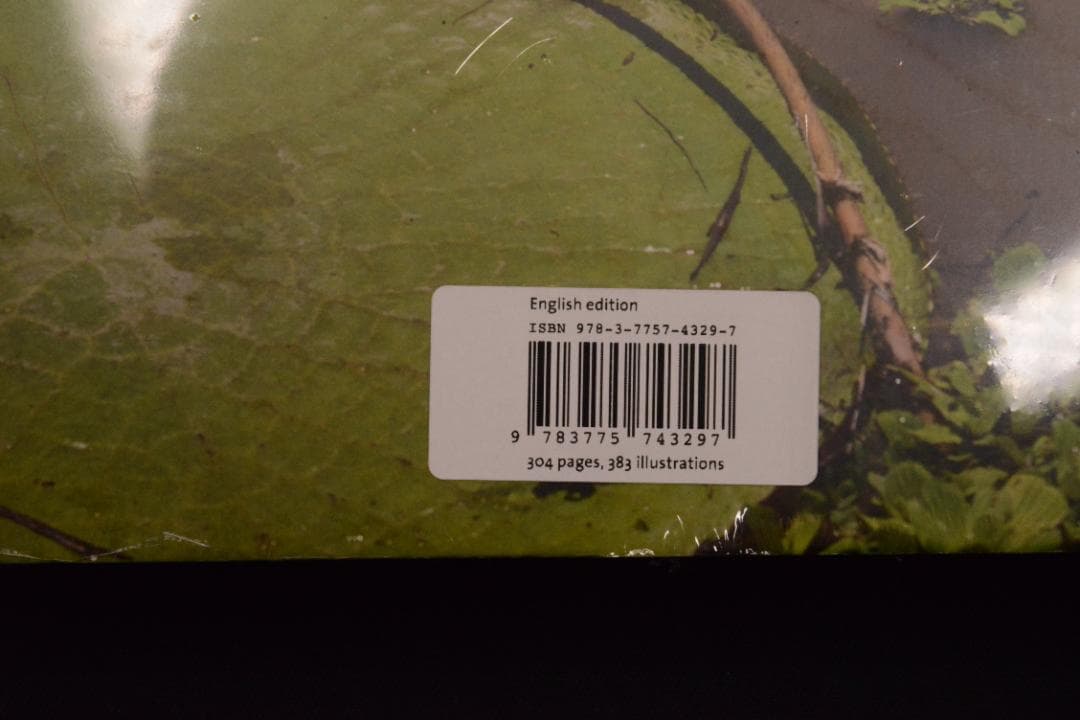 English edition
ISBN 978-3-7757-4329-7
9 783775 743297
304 pages, 383 illustrations